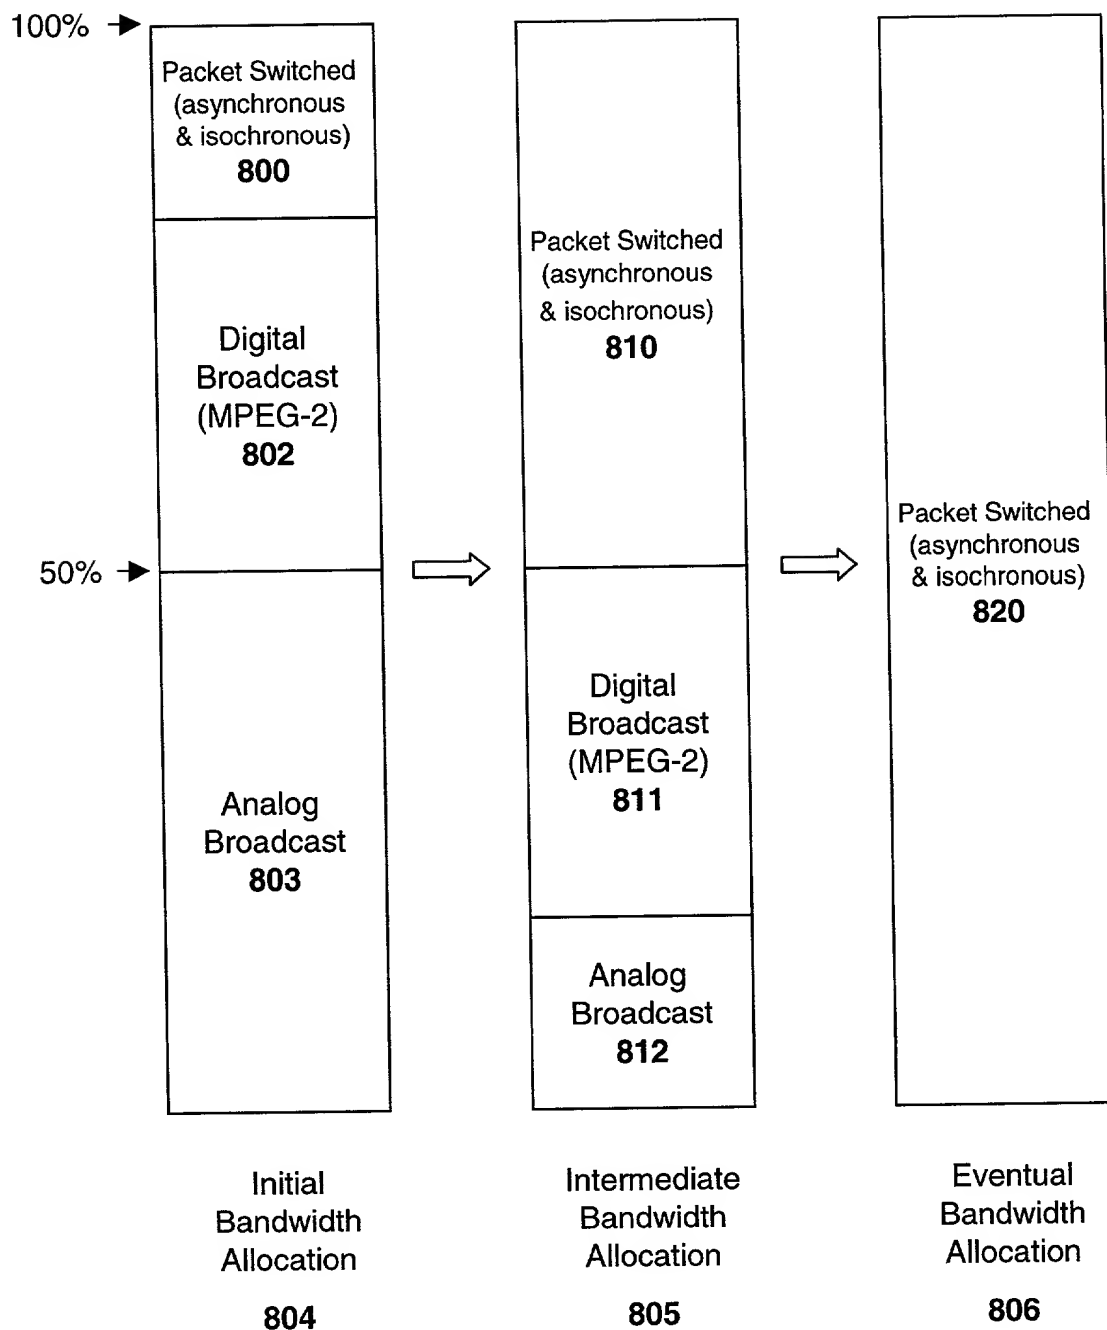 100%
Packet Switched
(asynchronous
& isochronous)
800
Digital
Broadcast
(MPEG-2)
802
50%
Analog
Broadcast
803
Packet Switched
(asynchronous
& isochronous)
810
Digital
Broadcast
(MPEG-2)
811
Analog
Broadcast
812
Packet Switched
(asynchronous
& isochronous)
820
Initial
Bandwidth
Allocation
804
Intermediate
Bandwidth
Allocation
805
Eventual
Bandwidth
Allocation
806